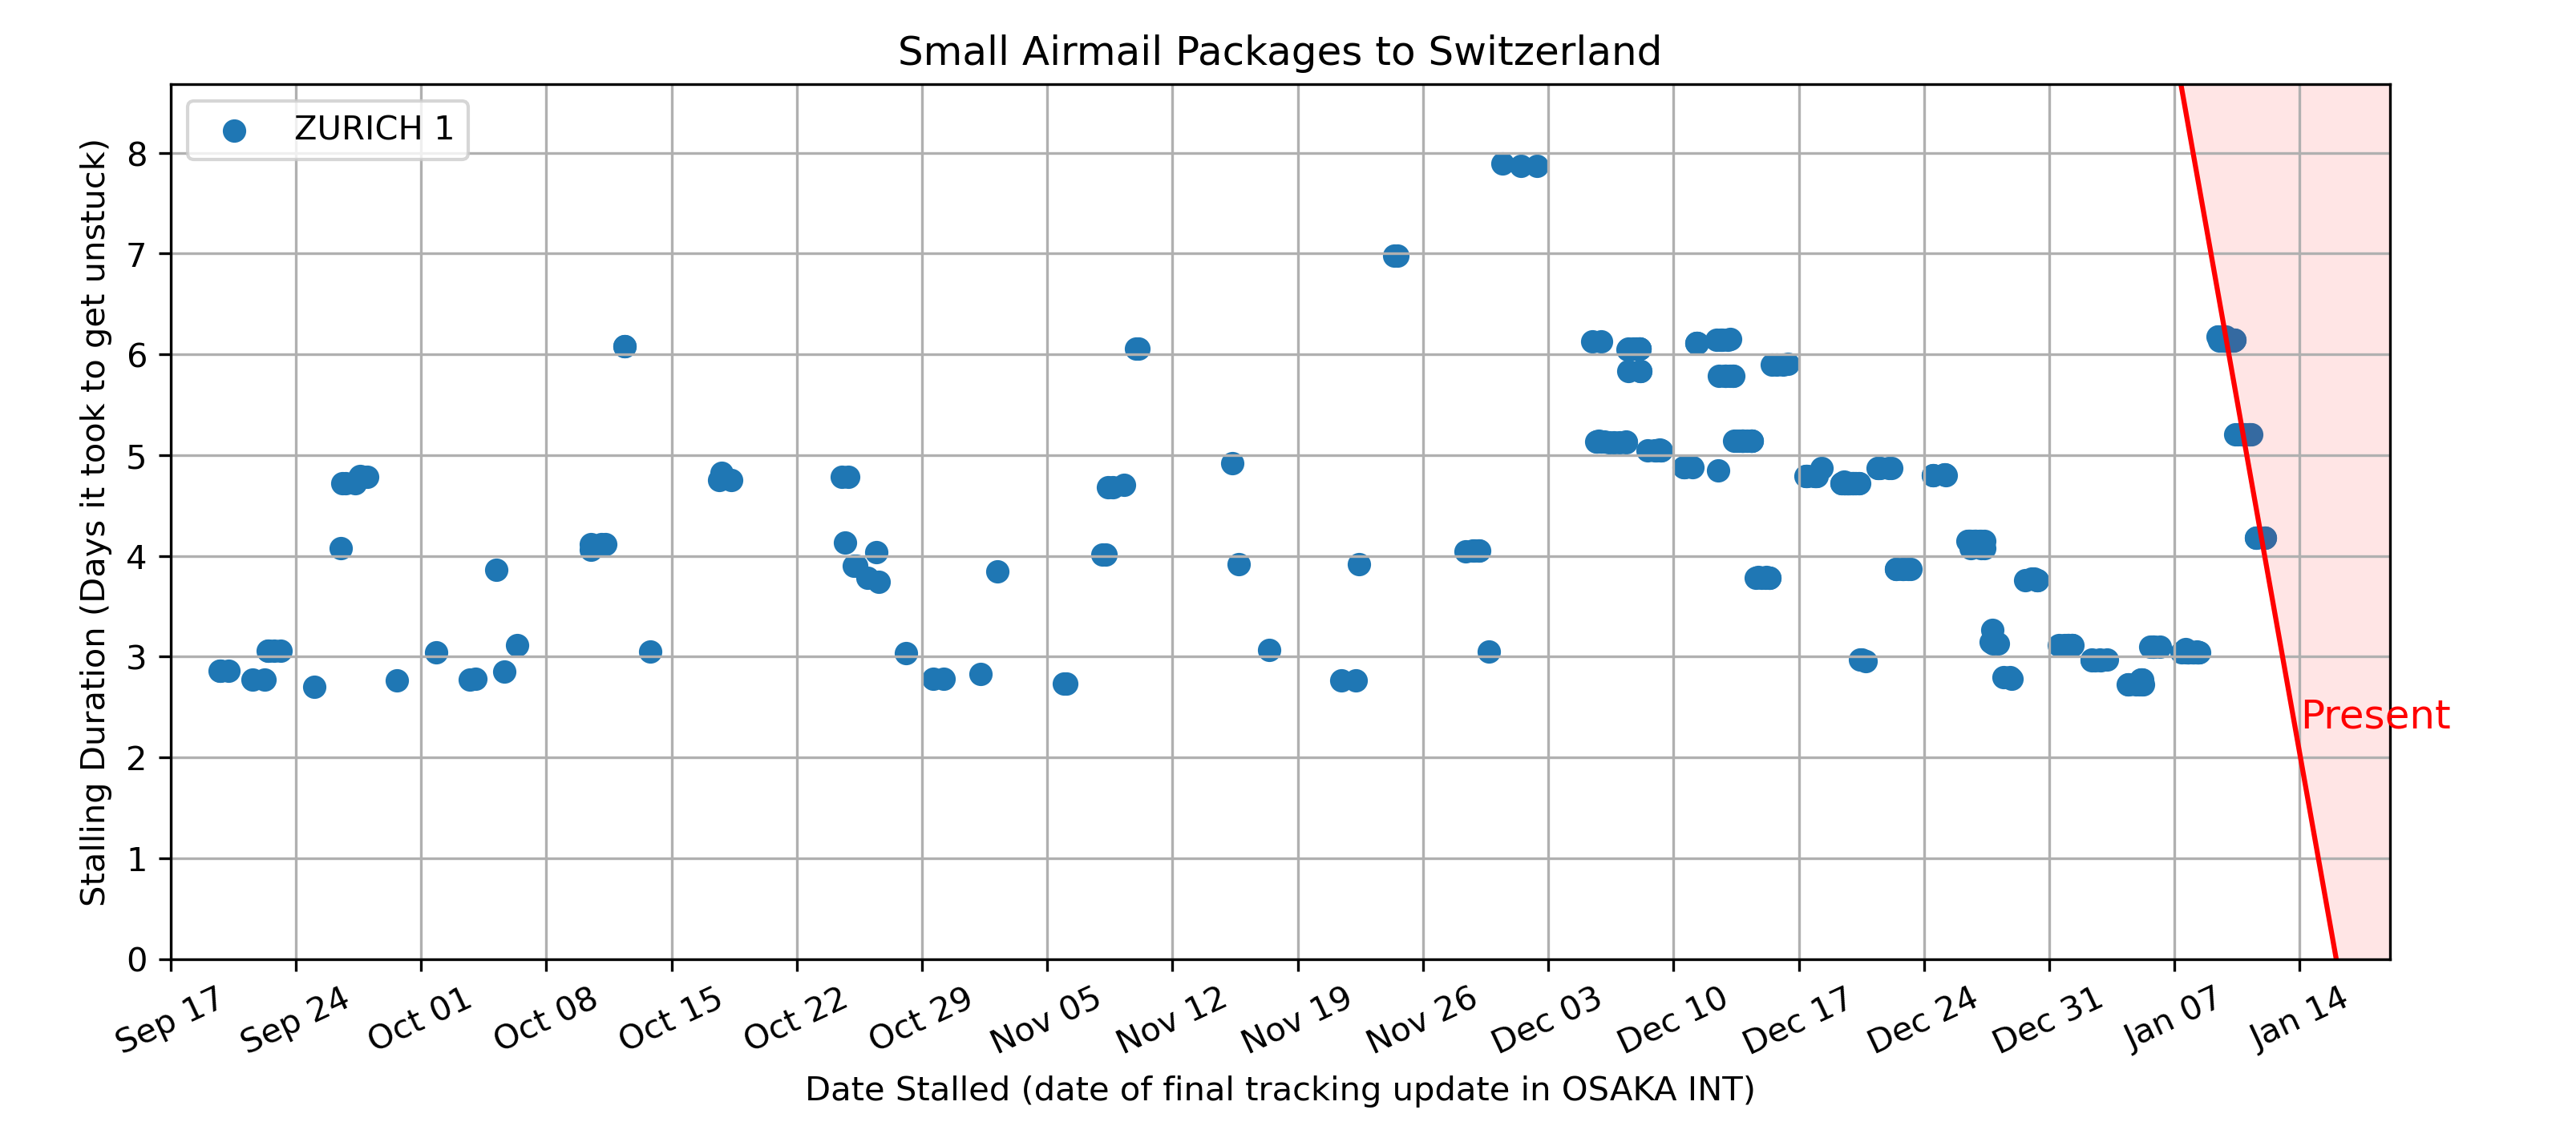 Small Airmail Packages to Switzerland
ZURICH 1
Stalling Duration (Days it took to get unstuck)
8
7
6
5
4
3
2
1
0
Present
Sep 17
Sep 24
Oct 01
Oct 08
Oct 15
Oct 22
Oct 29
Nov 05
Nov 12
Nov 19
Nov 26
Dec 03
Dec 10
Dec 17
Dec 24
Dec 31
Jan 07
Jan 14
Date Stalled (date of final tracking update in OSAKA INT)